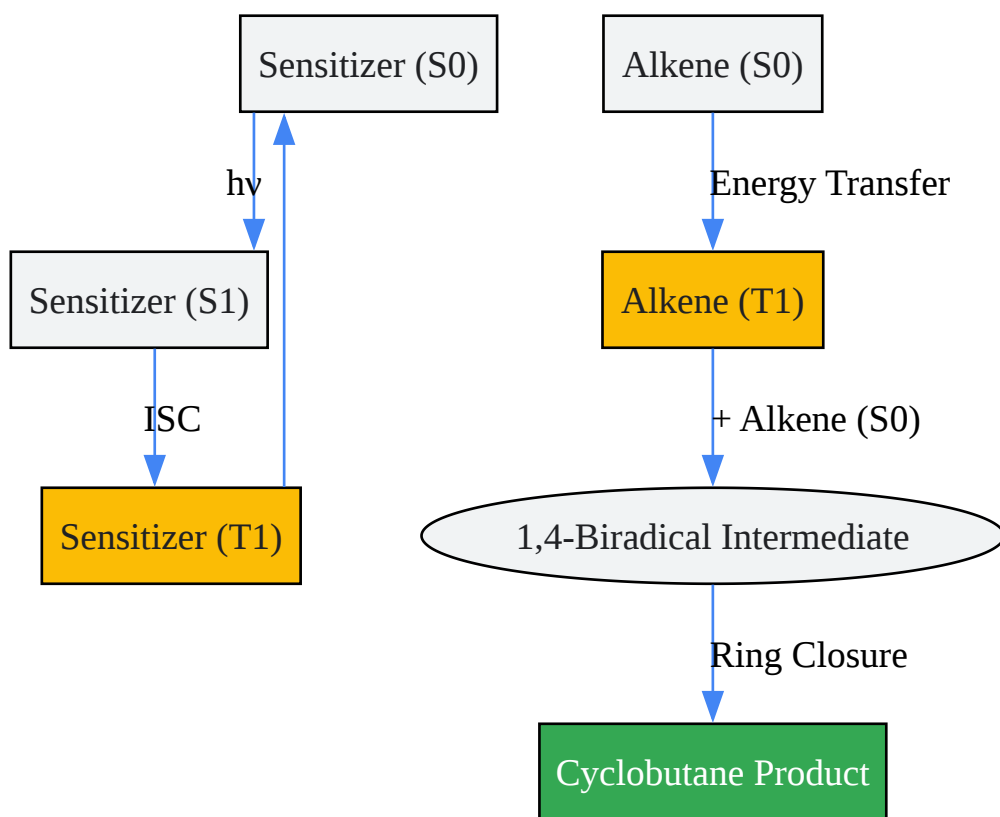 Sensitizer (S0)
Alkene (S0)
hν
Energy Transfer
Sensitizer (S1)
Alkene (T1)
ISC
+ Alkene (S0)
Sensitizer (T1)
1,4-Biradical Intermediate
Ring Closure
Cyclobutane Product